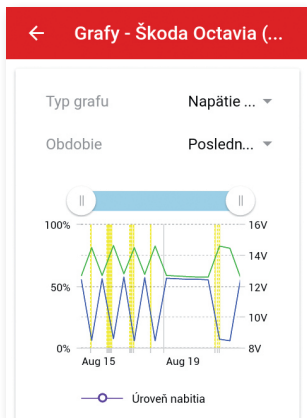 Grafy - Škoda Octavia (...
Typ grafu Napätie ...
Obdobie Posledn...
100% 16V
14V
50% 12V
10V
0% 8V
Aug 15 Aug 19
Úroveň nabitia